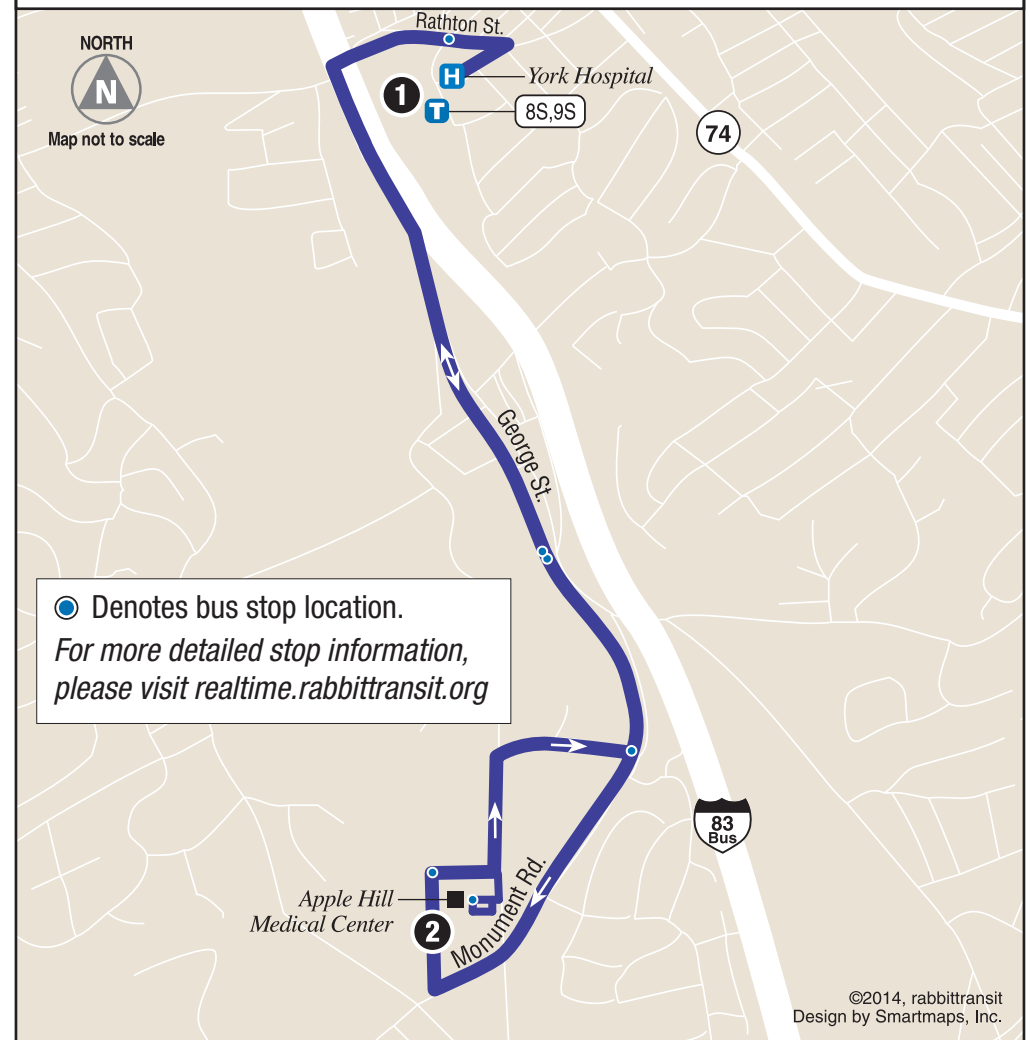 Rathton St.
NORTH
N
Map not to scale
H
York Hospital
1
T
8S,9S
74
George St.
Denotes bus stop location.
For more detailed stop information,
please visit realtime.rabbittransit.org
83
Bus
Monument Rd.
Apple Hill
Medical Center
2
©2014, rabbittransit
Design by Smartmaps, Inc.